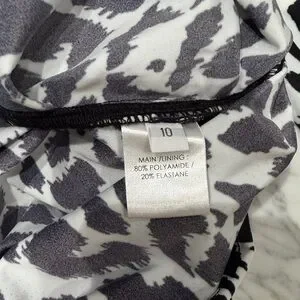 10
MAIN /LINING :
80% POLYAMIDE /
20% ELASTANE